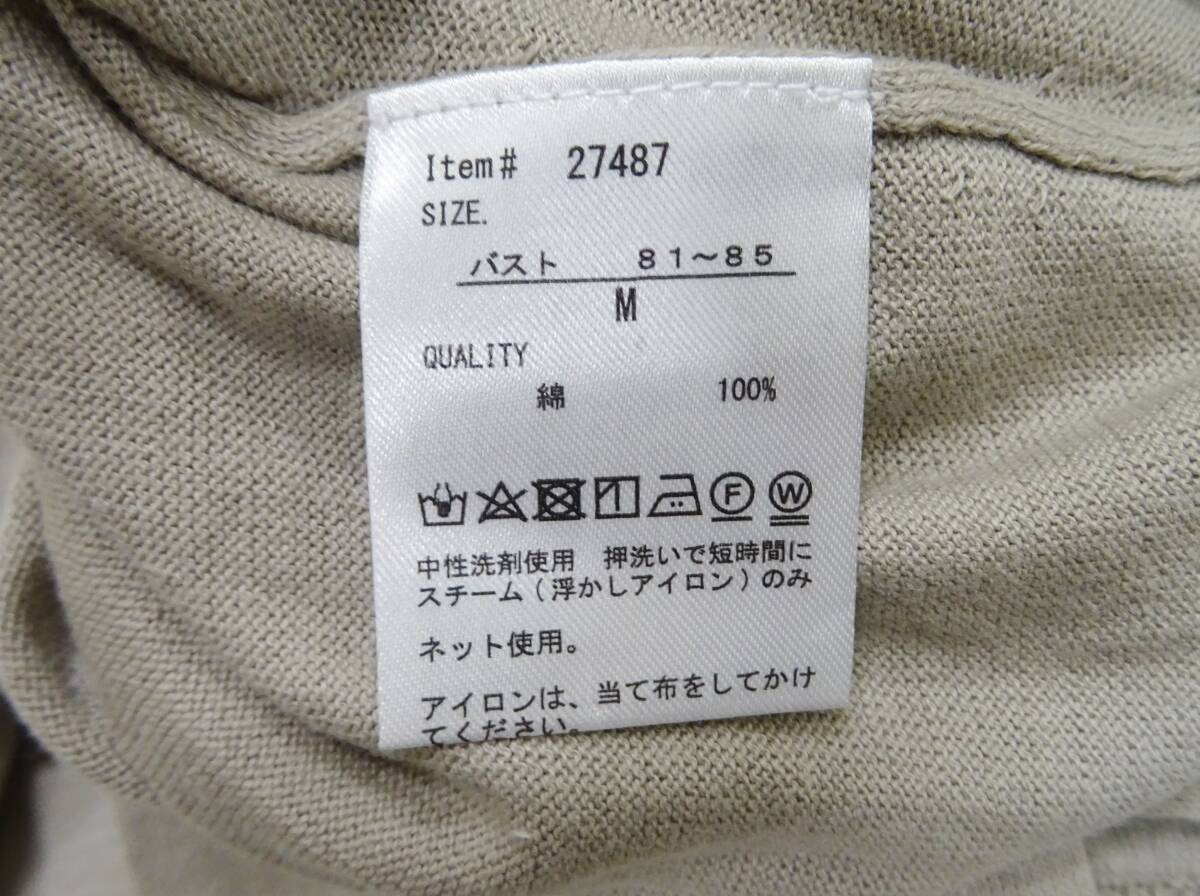 Item# 27487
SIZE.
バスト 81～85
M
QUALITY
綿 100%
F W
中性洗剤使用 押洗いで短時間に
スチーム(浮かしアイロン)のみ
ネット使用。
アイロンは、当て布をしてかけ
てください。